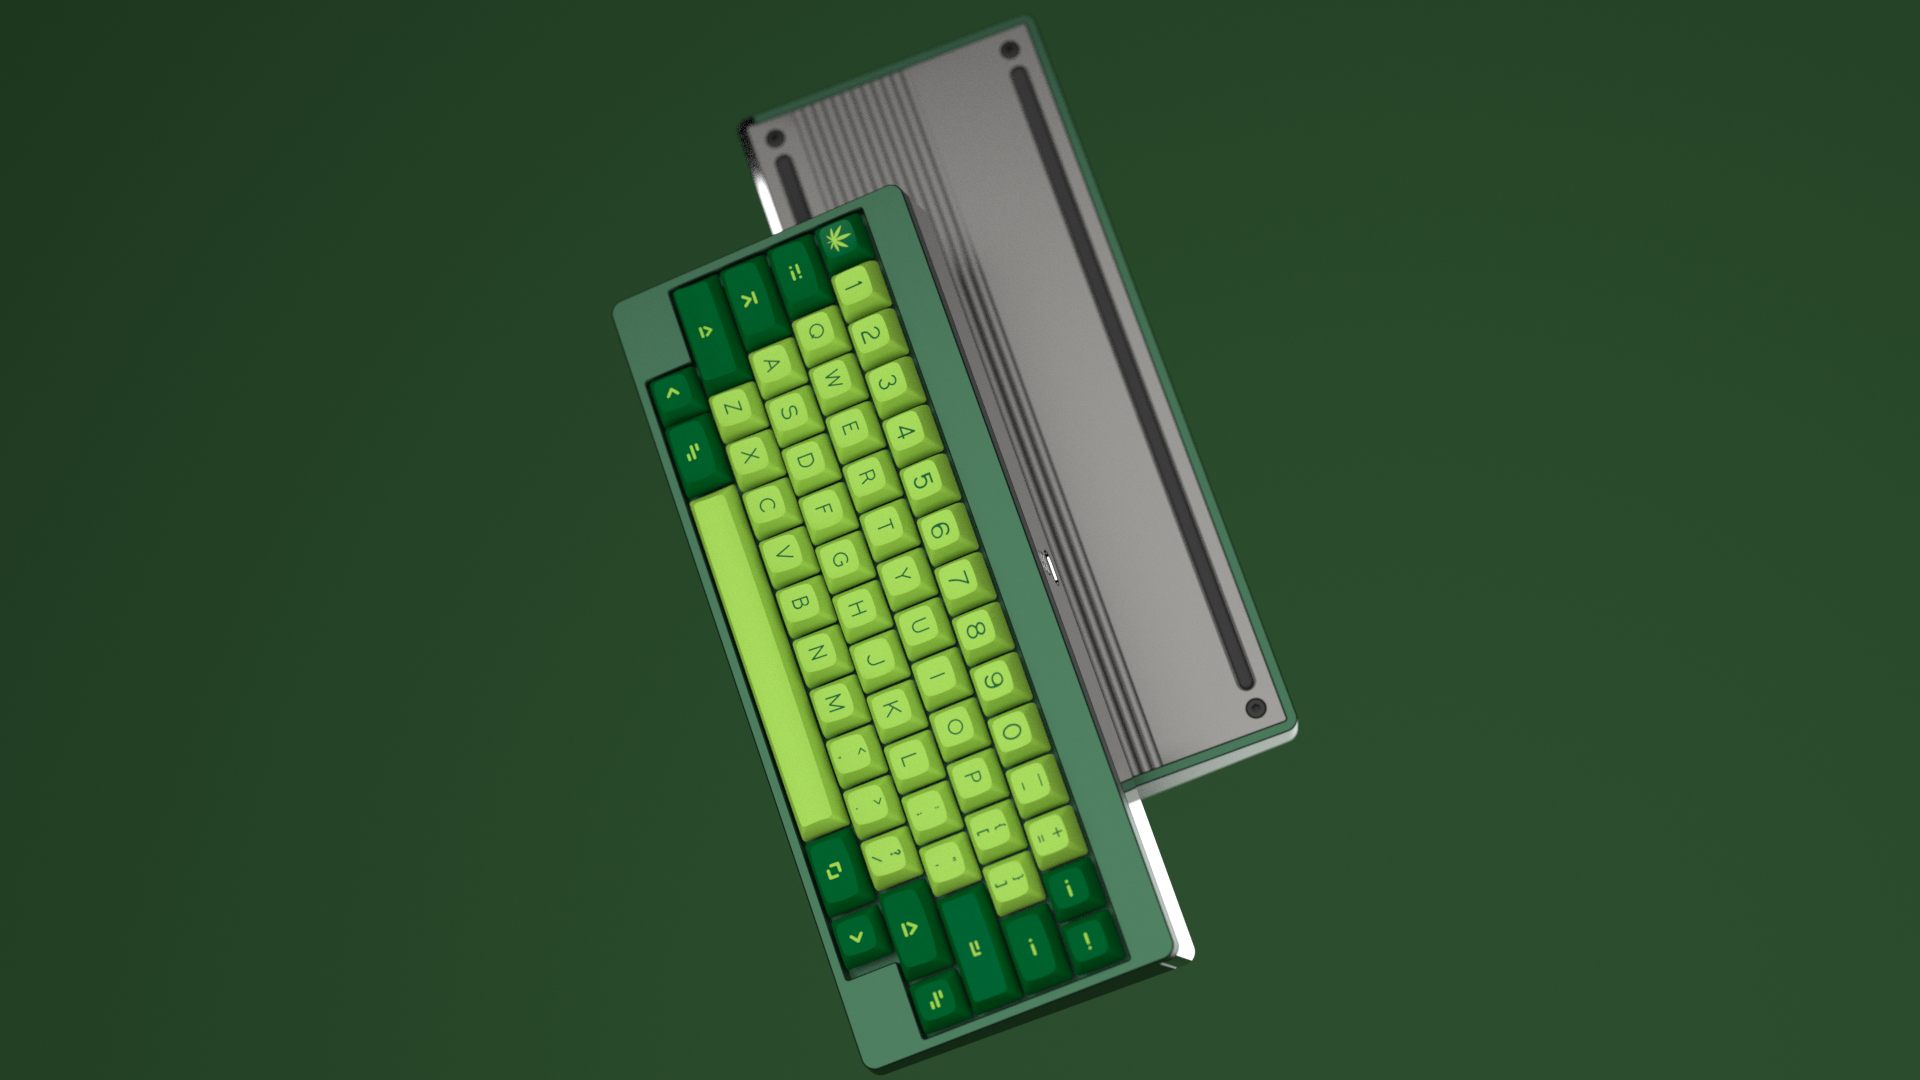 1 2 3 4 5 6 7 8 9 0 _ - + = i !
Q W E R T Y U I O P { [ } ] i
A S D F G H J K L : ; " '
Z X C V B N M < , > . ? /